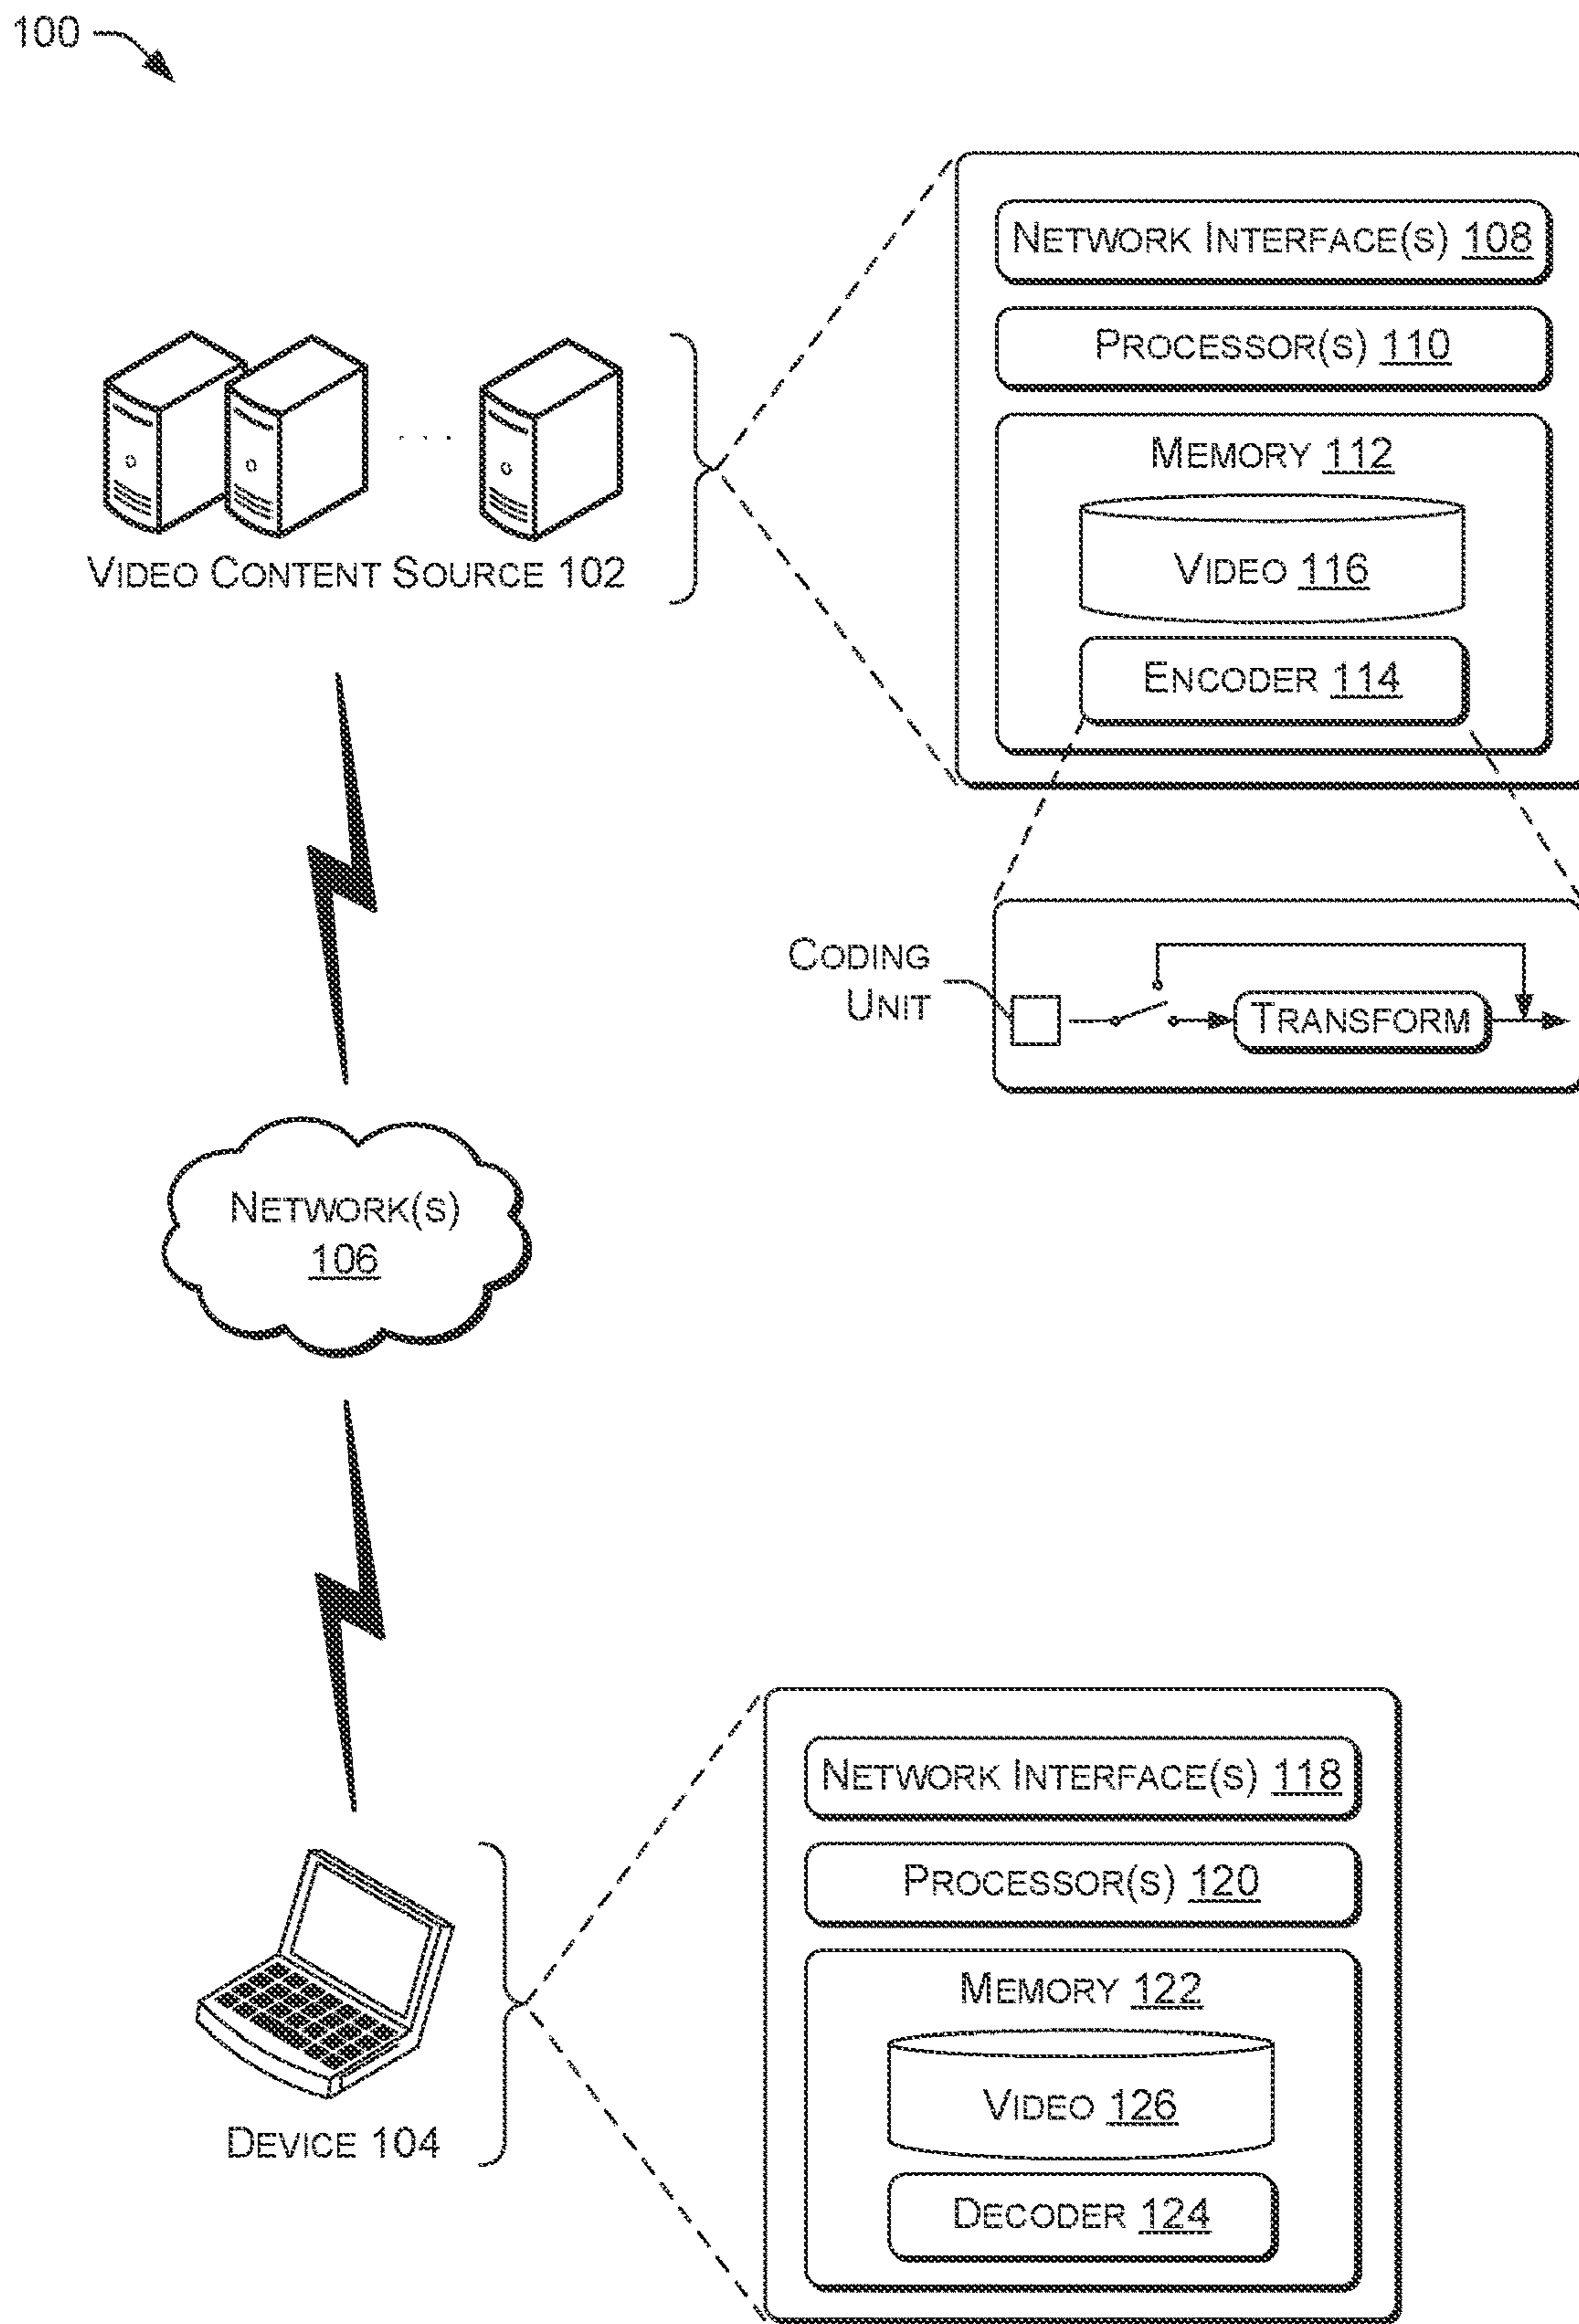 100
NETWORK INTERFACE(S) 108
PROCESSOR(S) 110
MEMORY 112
VIDEO 116
ENCODER 114
VIDEO CONTENT SOURCE 102
CODING
UNIT
TRANSFORM
NETWORK(S)
106
NETWORK INTERFACE(S) 118
PROCESSOR(S) 120
MEMORY 122
VIDEO 126
DECODER 124
DEVICE 104